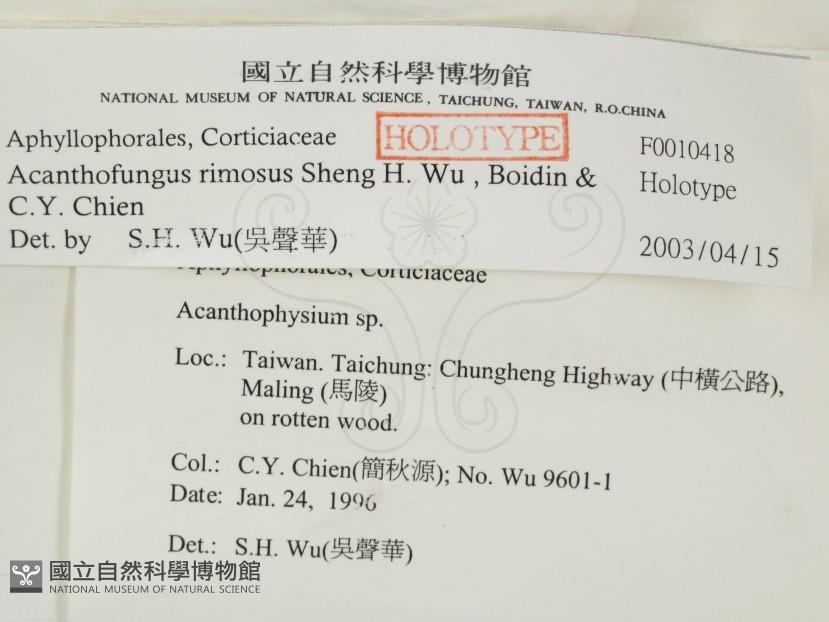 國立自然科學博物館
NATIONAL MUSEUM OF NATURAL SCIENCE, TAICHUNG, TAIWAN, R.O.CHINA
Aphyllophorales, Corticiaceae HOLOTYPE F0010418
Acanthofungus rimosus Sheng H. Wu , Boidin & Holotype
C.Y. Chien
Det. by S.H. Wu(吳聲華) 2003/04/15
Aphyllophorales, Corticiaceae
Acanthophysium sp.
Loc.: Taiwan. Taichung: Chungheng Highway (中橫公路),
Maling (馬陵)
on rotten wood.
Col.: C.Y. Chien(簡秋源); No. Wu 9601-1
Date: Jan. 24, 1996
Det.: S.H. Wu(吳聲華)
國立自然科學博物館
NATIONAL MUSEUM OF NATURAL SCIENCE